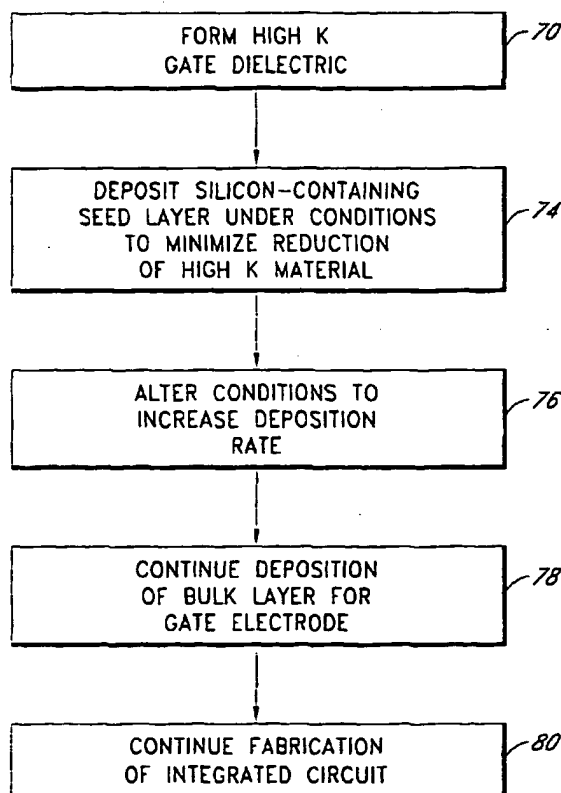 FORM HIGH K
GATE DIELECTRIC
70
DEPOSIT SILICON-CONTAINING
SEED LAYER UNDER CONDITIONS
TO MINIMIZE REDUCTION
OF HIGH K MATERIAL
74
ALTER CONDITIONS TO
INCREASE DEPOSITION
RATE
76
CONTINUE DEPOSITION
OF BULK LAYER FOR
GATE ELECTRODE
78
CONTINUE FABRICATION
OF INTEGRATED CIRCUIT
80